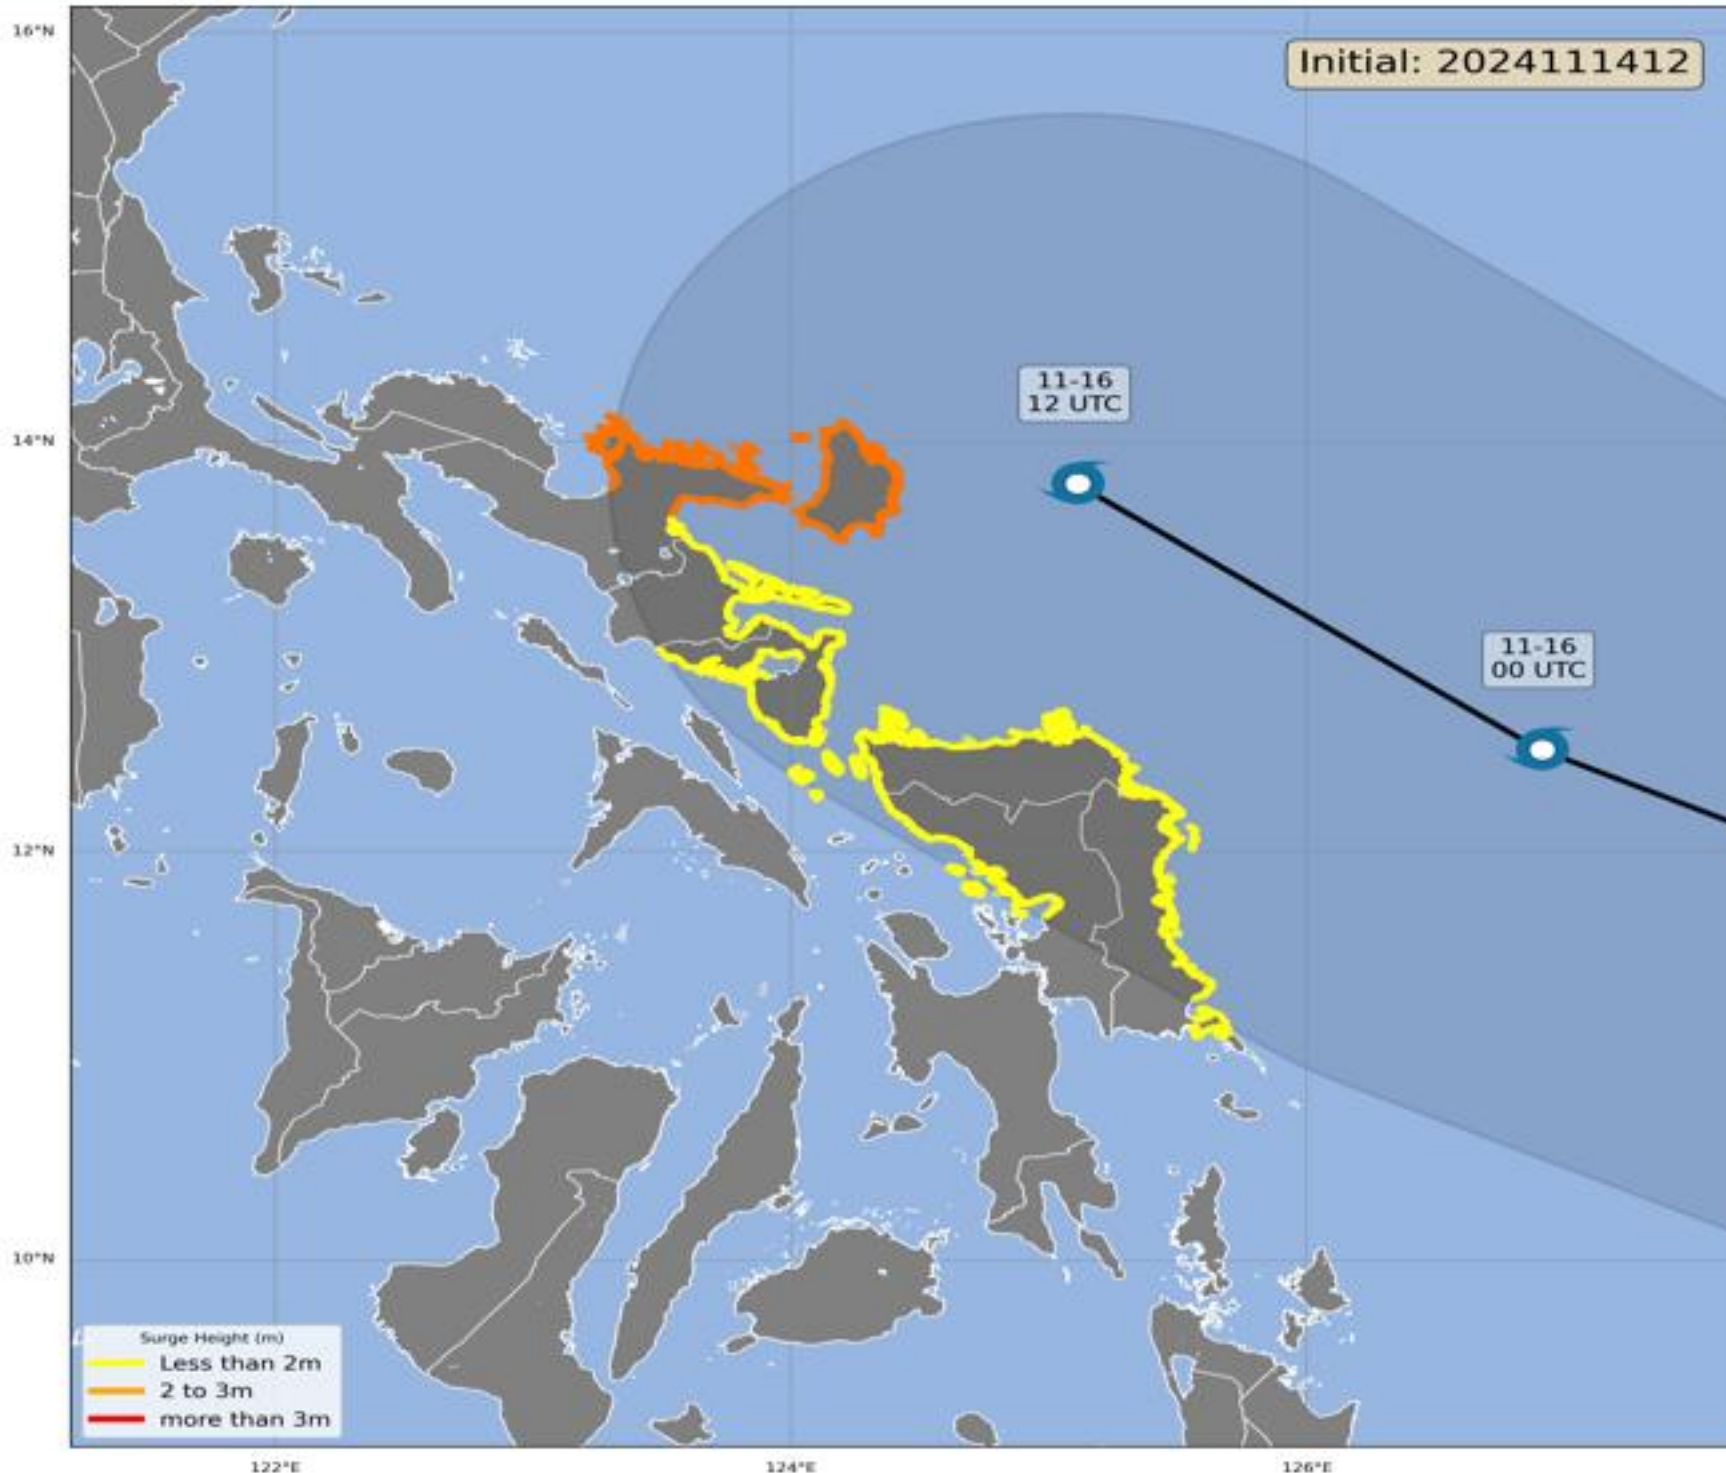 16°N
Initial: 2024111412
11-16
12 UTC
14°N
11-16
00 UTC
12°N
10°N
Surge Height (m)
Less than 2m
2 to 3m
more than 3m
122°E
124°E
126°E